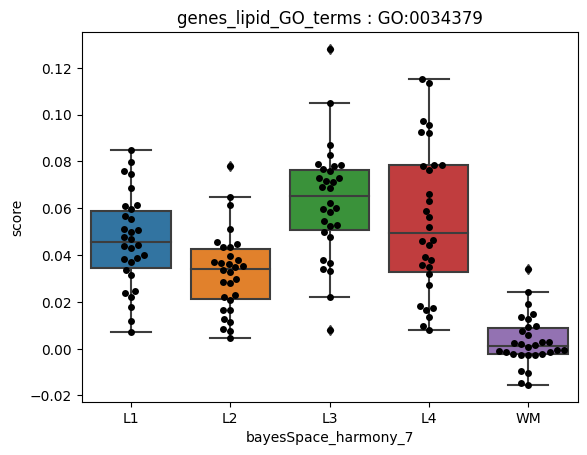 genes_lipid_GO_terms : GO:0034379
0.12
0.10
0.08
0.06
0.04
0.02
0.00
−0.02
score
L1 L2 L3 L4 WM
bayesSpace_harmony_7